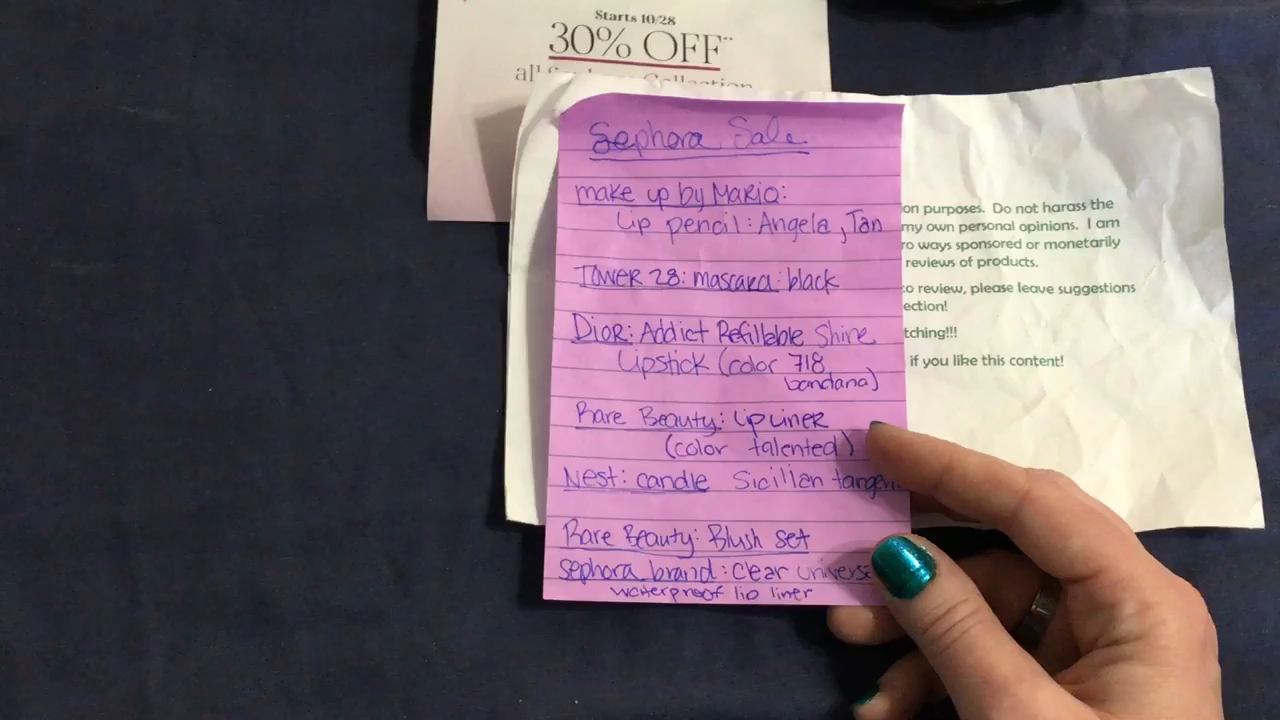 Starts 10/28
30% OFF**
Collection
Sephora Sale
make up by MARIO:
Lip pencil: Angela, Tan
TOWER 28: mascara: black
DIOR: Addict Refillable Shine
Lipstick (color 718
bandana)
Rare Beauty: Lip Liner
(color talented)
Nest: candle Sicilian
Rare Beauty: Blush set
sephora brand: clear
waterproof lip liner
on purposes. Do not harass the
my own personal opinions. I am
ro ways sponsored or monetarily
reviews of products.
to review, please leave suggestions
ection!
tching!!!
if you like this content!